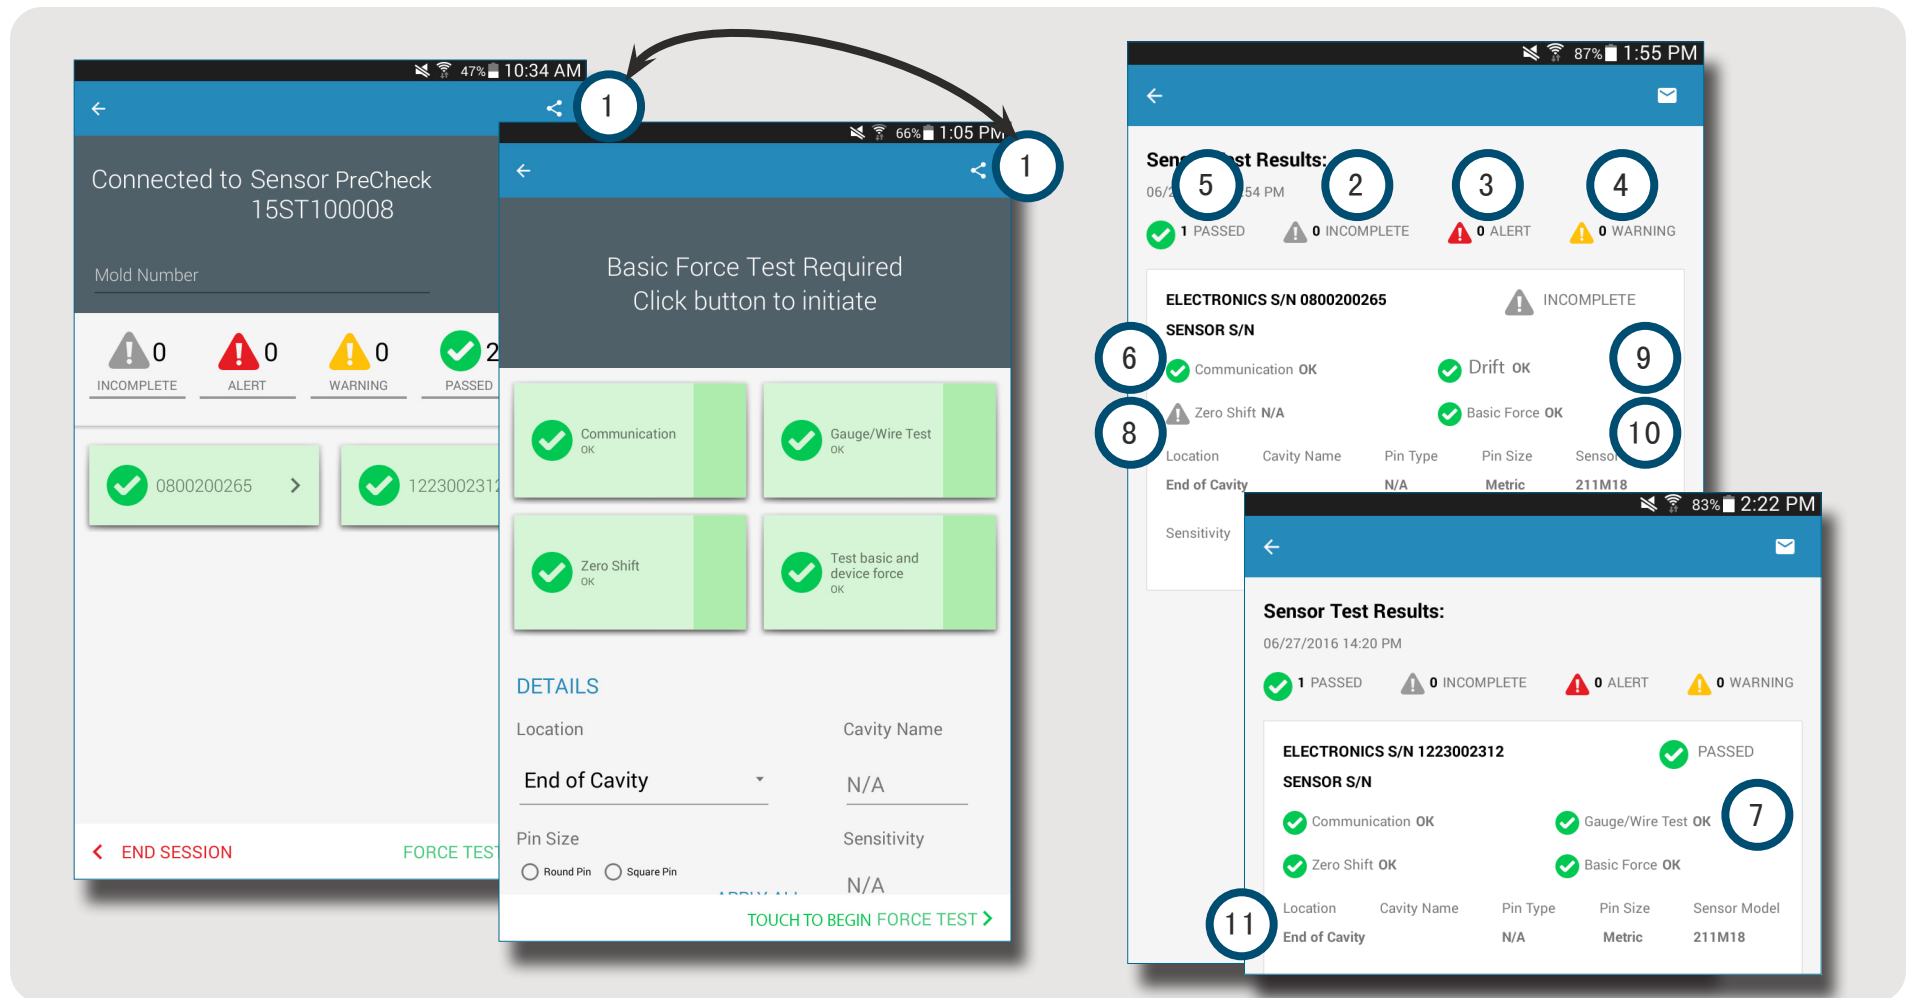 47% 10:34 AM
1
Connected to Sensor PreCheck
15ST100008
Mold Number
0
INCOMPLETE
0
ALERT
0
WARNING
2
PASSED
0800200265
1223002312
END SESSION
FORCE TEST
66% 1:05 PM
1
Basic Force Test Required
Click button to initiate
Communication
OK
Gauge/Wire Test
OK
Zero Shift
OK
Test basic and
device force
OK
DETAILS
Location
Cavity Name
End of Cavity
N/A
Pin Size
Sensitivity
Round Pin Square Pin
N/A
APPLY ALL
TOUCH TO BEGIN FORCE TEST
87% 1:55 PM
Test Results:
54 PM
5
2
3
4
1 PASSED
0 INCOMPLETE
0 ALERT
0 WARNING
ELECTRONICS S/N 0800200265
INCOMPLETE
SENSOR S/N
6
Communication OK
Drift OK
9
8
Zero Shift N/A
Basic Force OK
10
Location Cavity Name Pin Type Pin Size Sensor
End of Cavity N/A Metric 211M18
Sensitivity
83% 2:22 PM
Sensor Test Results:
06/27/2016 14:20 PM
1 PASSED
0 INCOMPLETE
0 ALERT
0 WARNING
ELECTRONICS S/N 1223002312
PASSED
SENSOR S/N
Communication OK
Gauge/Wire Test OK
7
Zero Shift OK
Basic Force OK
11
Location Cavity Name Pin Type Pin Size Sensor Model
End of Cavity N/A Metric 211M18